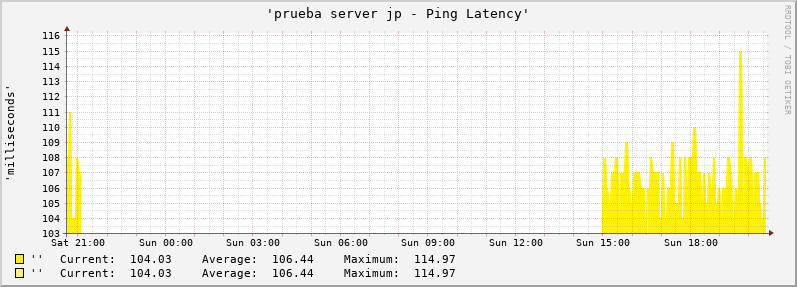 'prueba server jp - Ping Latency'
RRDTOOL / TOBI OETIKER
'milliseconds'
116
115
114
113
112
111
110
109
108
107
106
105
104
103
Sat 21:00 Sun 00:00 Sun 03:00 Sun 06:00 Sun 09:00 Sun 12:00 Sun 15:00 Sun 18:00
'' Current: 104.03 Average: 106.44 Maximum: 114.97
'' Current: 104.03 Average: 106.44 Maximum: 114.97